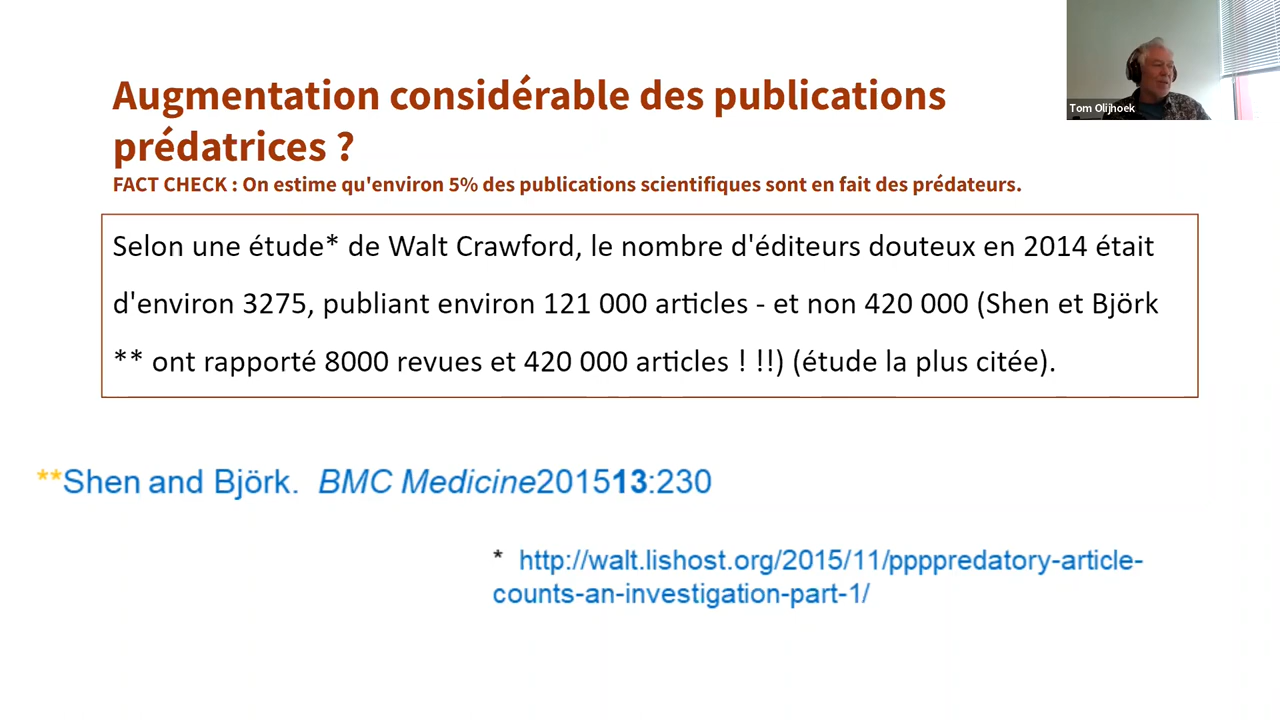 Augmentation considérable des publications
prédatrices ?
FACT CHECK : On estime qu'environ 5% des publications scientifiques sont en fait des prédateurs.
Selon une étude* de Walt Crawford, le nombre d'éditeurs douteux en 2014 était
d'environ 3275, publiant environ 121 000 articles - et non 420 000 (Shen et Björk
** ont rapporté 8000 revues et 420 000 articles ! !!) (étude la plus citée).
**Shen and Björk. BMC Medicine201513:230
* http://walt.lishost.org/2015/11/ppppredatory-article-
counts-an-investigation-part-1/
Tom Olijhoek